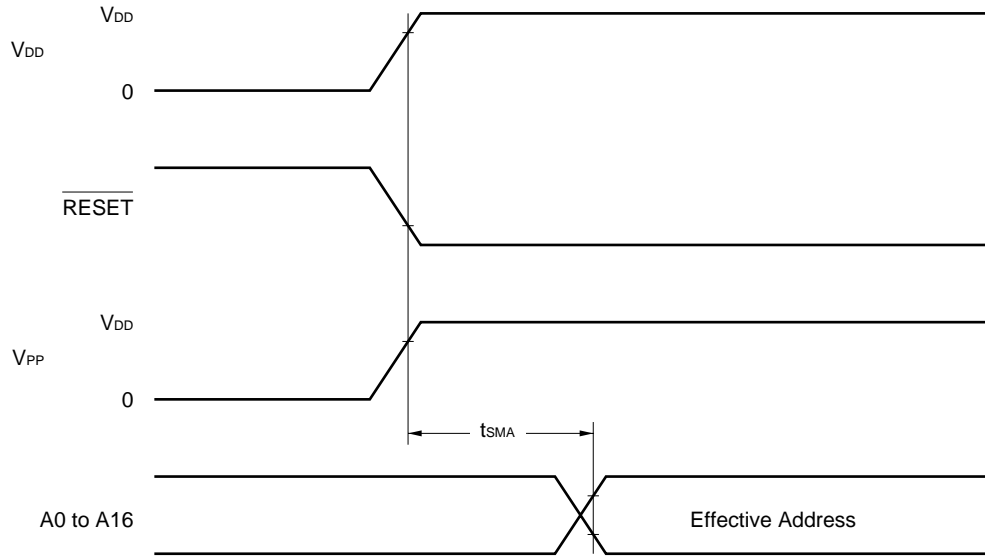 VDD
VDD
0
RESET
VDD
VPP
0
tSMA
A0 to A16
Effective Address